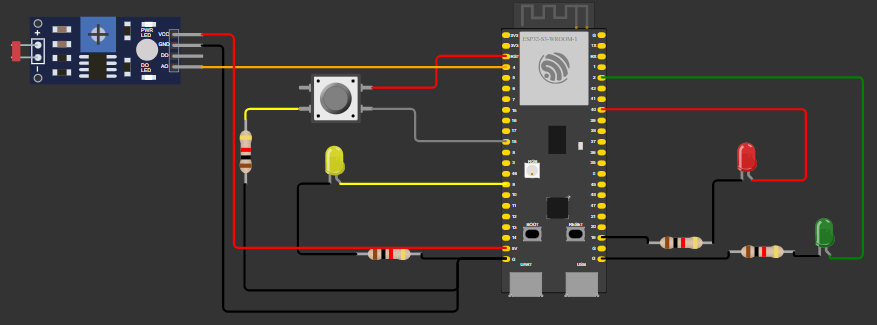 +
PWR
LED
VCC
GND
DO
AO
DO
LED
−
ESP32-S3-WROOM-1
3V3
3V3
RST
4
5
6
7
15
16
17
18
8
3
46
9
10
11
12
13
14
5V
G
G
TX
RX
1
2
42
41
40
39
38
37
36
35
0
45
48
47
21
20
19
G
G
RGB
BOOT
RESET
UART
USB